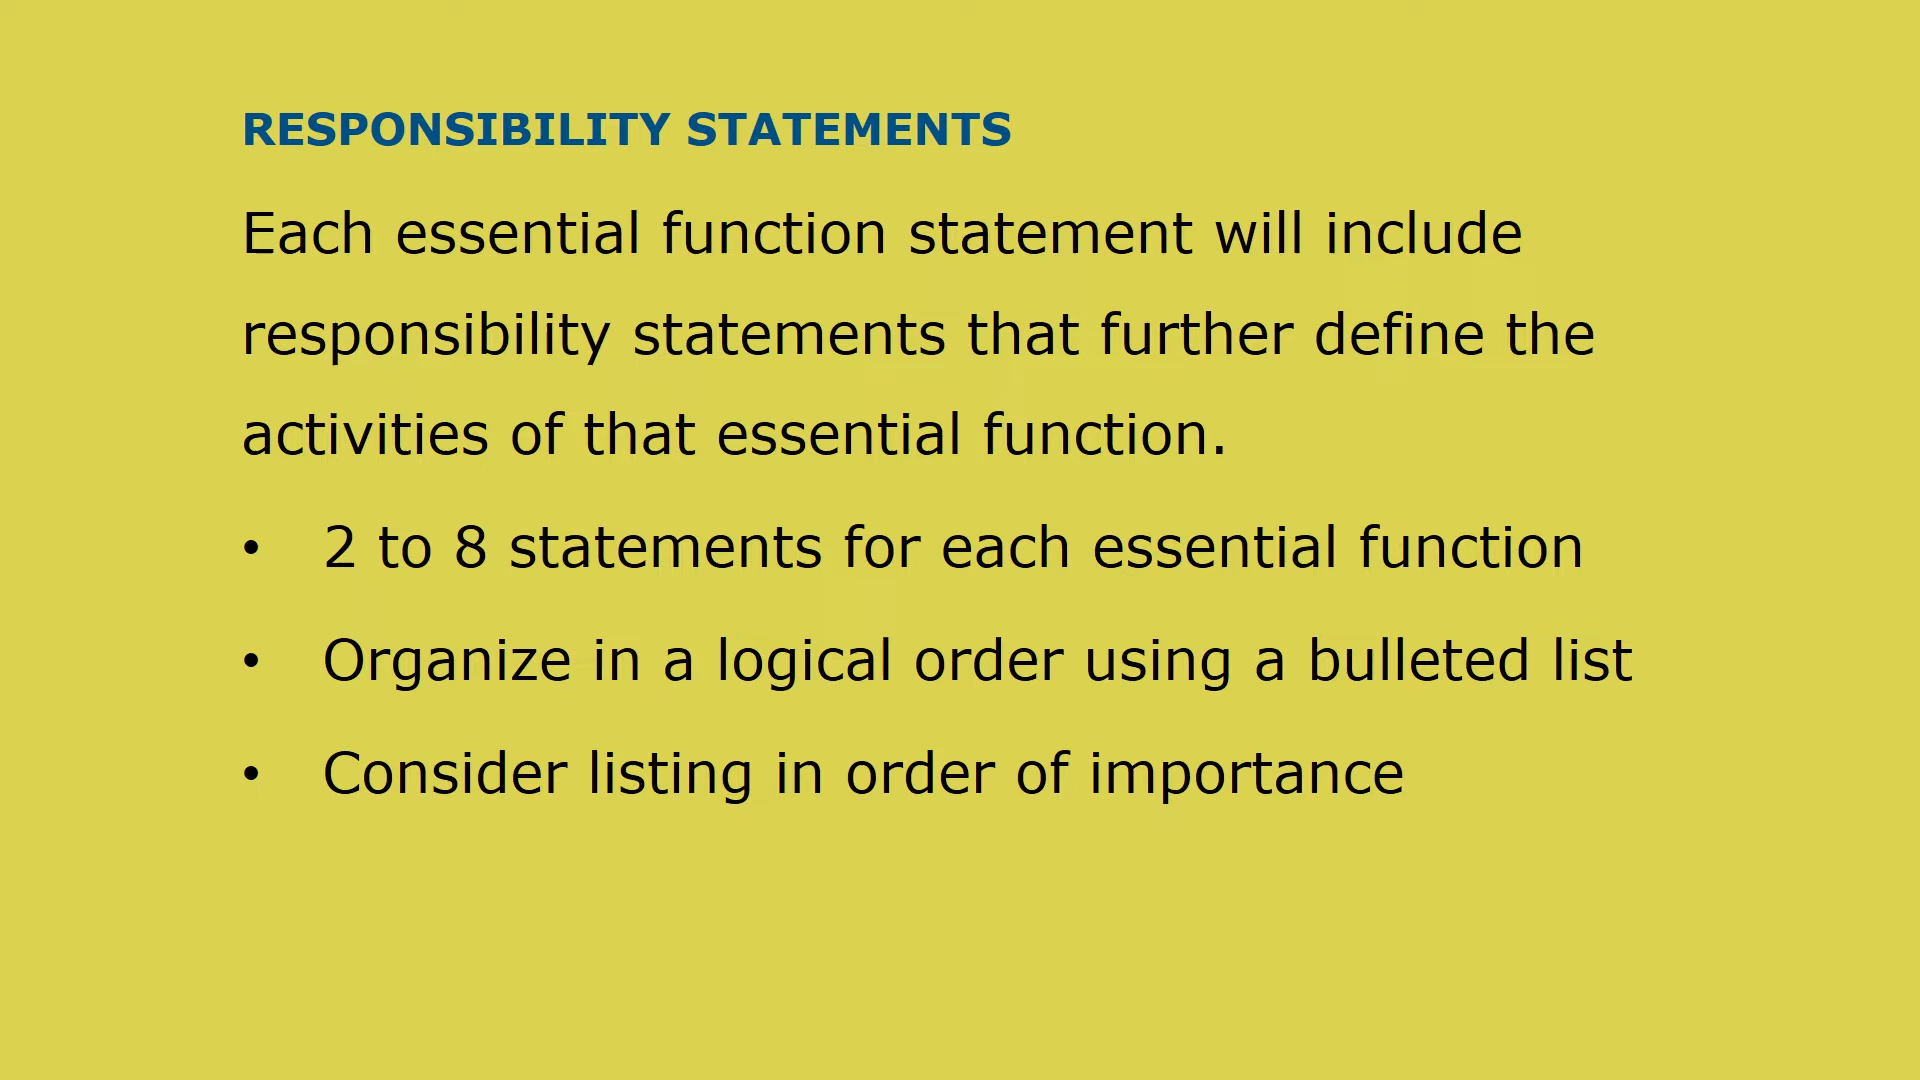 RESPONSIBILITY STATEMENTS
Each essential function statement will include
responsibility statements that further define the
activities of that essential function.
• 2 to 8 statements for each essential function
• Organize in a logical order using a bulleted list
• Consider listing in order of importance